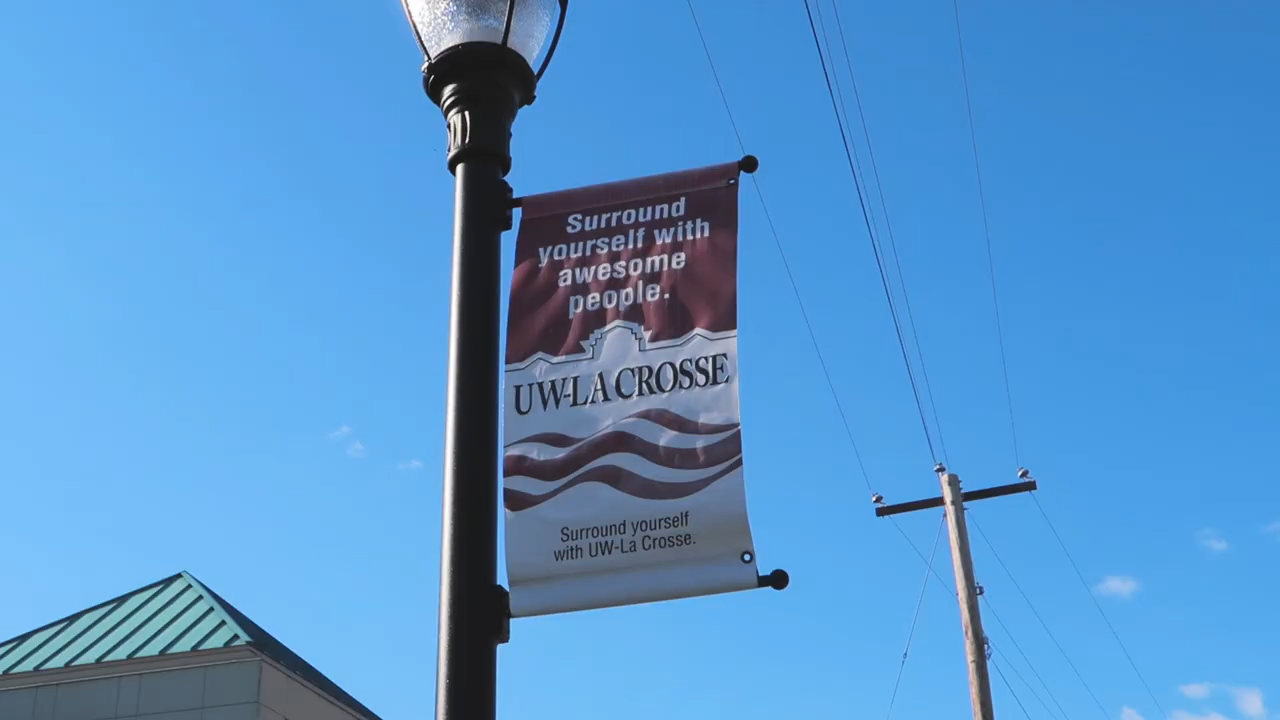 Surround
yourself with
awesome
people.
UW-LA CROSSE
Surround yourself
with UW-La Crosse.